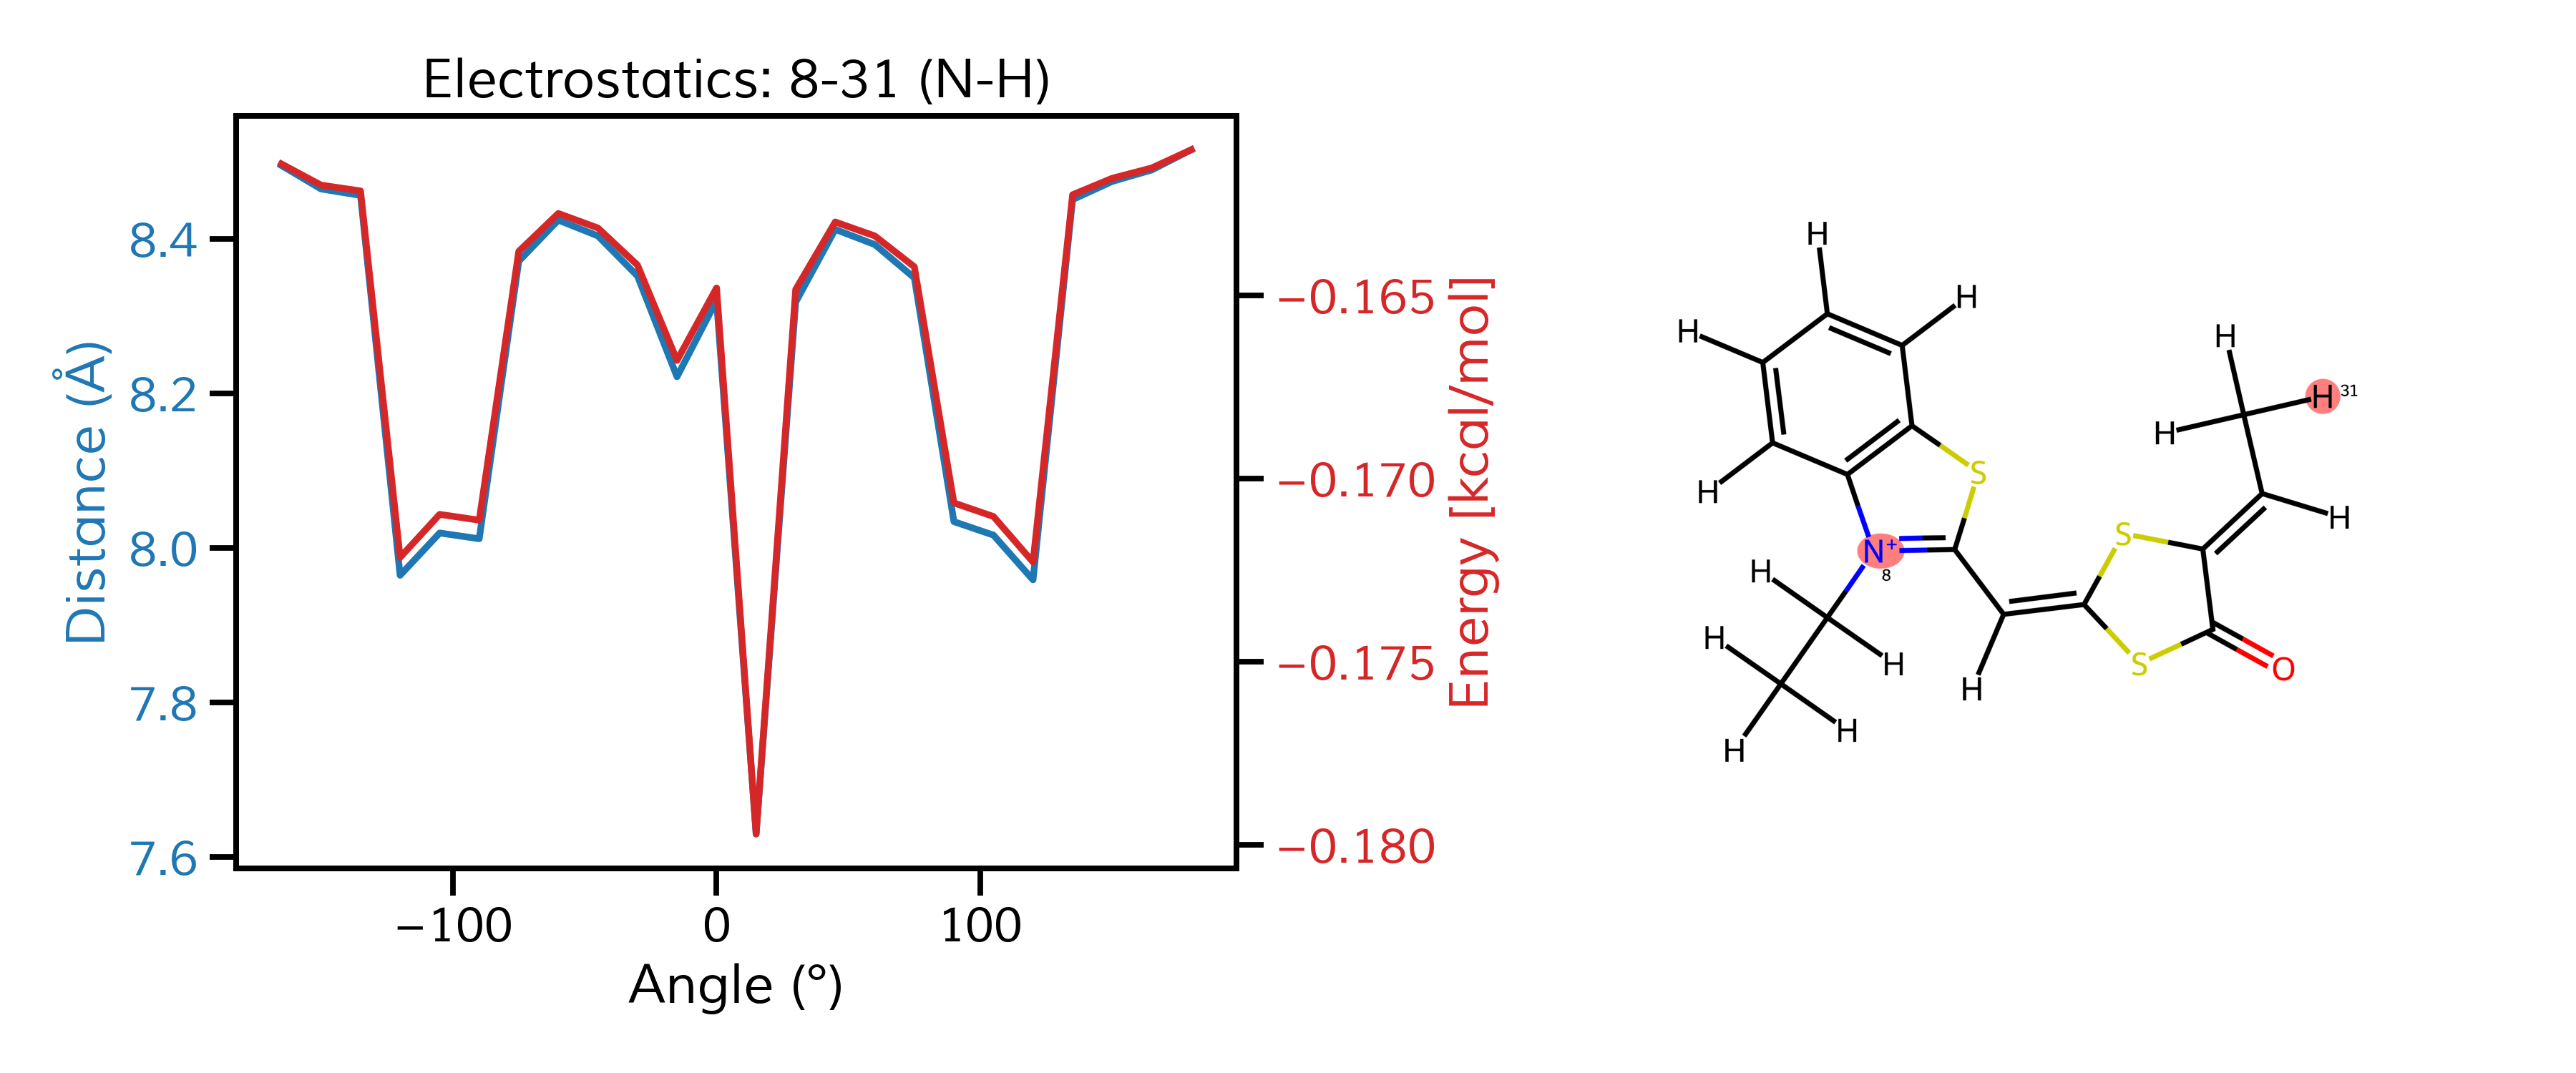 Electrostatics: 8-31 (N-H)
Distance (Å)
8.4
8.2
8.0
7.8
7.6
−100
0
100
Angle (°)
−0.165
−0.170
−0.175
−0.180
Energy [kcal/mol]
H
H
H
H
H
H 31
H
S
H
H
S
N+
8
H
H
H
S
O
H
H
H